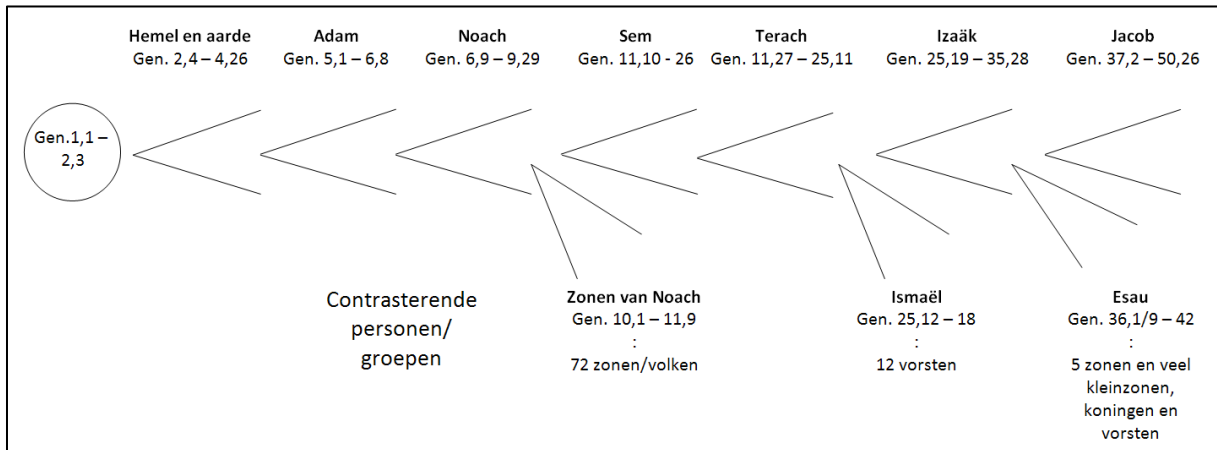 Hemel en aarde
Gen. 2,4 – 4,26
Adam
Gen. 5,1 – 6,8
Noach
Gen. 6,9 – 9,29
Sem
Gen. 11,10 - 26
Terach
Gen. 11,27 – 25,11
Izaäk
Gen. 25,19 – 35,28
Jacob
Gen. 37,2 – 50,26
Gen.1,1 –
2,3
Contrasterende
personen/
groepen
Zonen van Noach
Gen. 10,1 – 11,9
:
72 zonen/volken
Ismaël
Gen. 25,12 – 18
:
12 vorsten
Esau
Gen. 36,1/9 – 42
:
5 zonen en veel
kleinzonen,
koningen en
vorsten